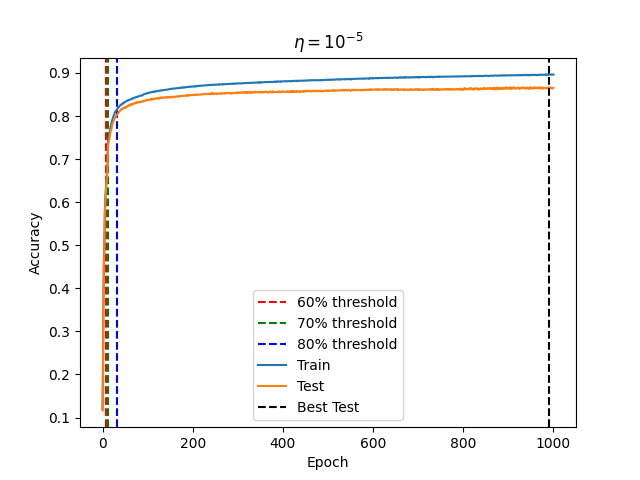 η = 10⁻⁵
0.9
0.8
0.7
0.6
0.5
0.4
0.3
0.2
0.1
Accuracy
60% threshold
70% threshold
80% threshold
Train
Test
Best Test
0 200 400 600 800 1000
Epoch